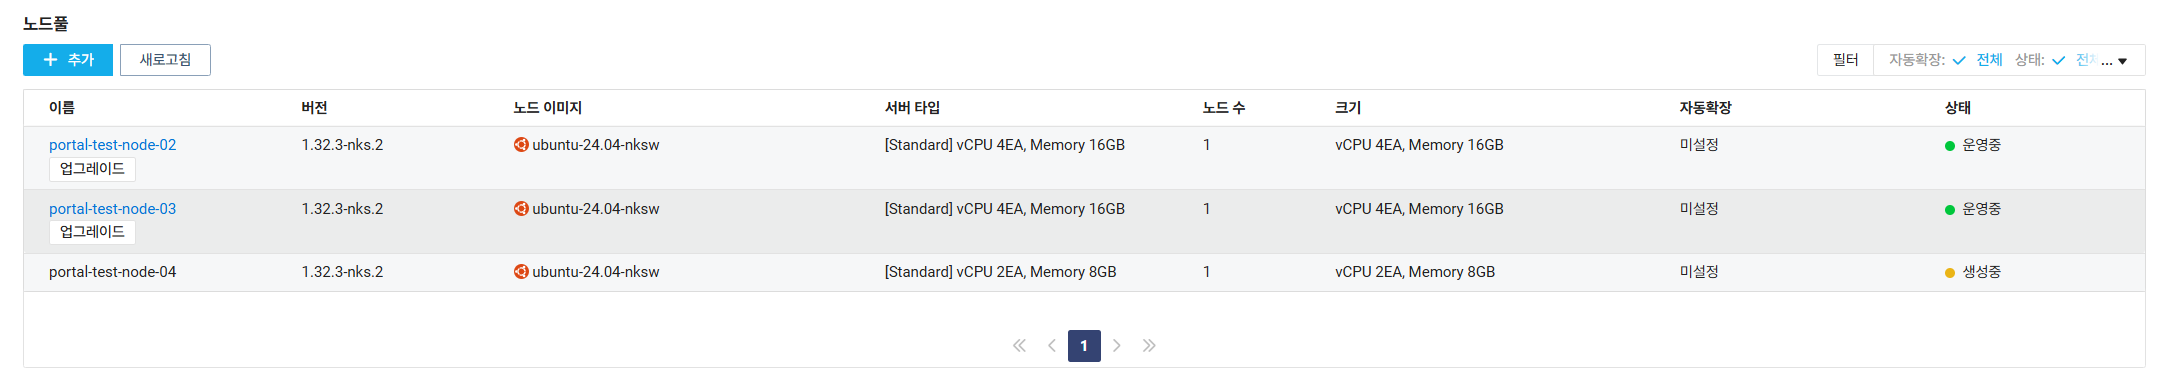 노드풀
+ 추가 새로고침 필터 자동확장: ✓ 전체 상태: ✓ ...
이름 버전 노드 이미지 서버 타입 노드 수 크기 자동확장 상태
portal-test-node-02 1.32.3-nks.2 ubuntu-24.04-nksw [Standard] vCPU 4EA, Memory 16GB 1 vCPU 4EA, Memory 16GB 미설정 운영중
업그레이드
portal-test-node-03 1.32.3-nks.2 ubuntu-24.04-nksw [Standard] vCPU 4EA, Memory 16GB 1 vCPU 4EA, Memory 16GB 미설정 운영중
업그레이드
portal-test-node-04 1.32.3-nks.2 ubuntu-24.04-nksw [Standard] vCPU 2EA, Memory 8GB 1 vCPU 2EA, Memory 8GB 미설정 생성중
1